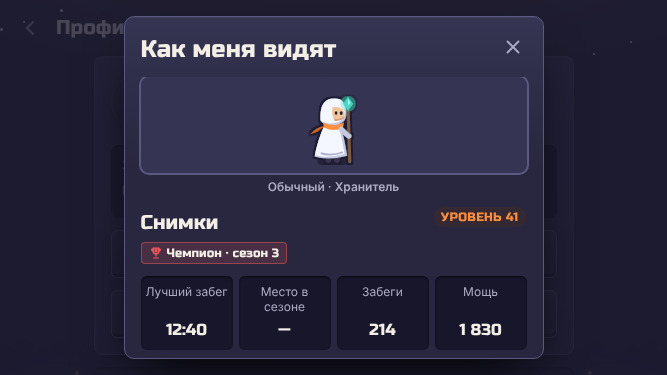 Профи
Как меня видят
Обычный · Хранитель
Снимки
УРОВЕНЬ 41
Чемпион · сезон 3
Лучший забег
12:40
Место в
сезоне
—
Забеги
214
Мощь
1 830